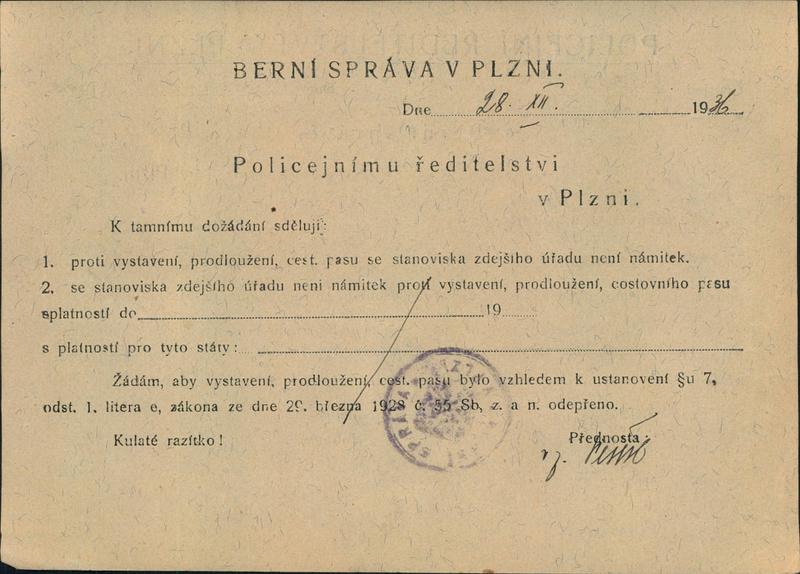 BERNÍ SPRÁVA V PLZNI.
Dne 28. XII. 1936
Policejnímu ředitelství
v Plzni.
K tamnímu dožádání sděluji:
1. proti vystavení, prodloužení, cest. pasu se stanoviska zdejšího úřadu není námitek.
2. se stanoviska zdejšího úřadu neni námitek proti vystavení, prodloužení, costovního pasu
splatností do 19
s platností pro tyto státy:
Žádám, aby vystavení, prodloužení, cest. pasu bylo vzhledem k ustanovení §u 7,
odst. 1. litera e, zákona ze dne 29. března 1928 č. 55 Sb, z. a n. odepřeno.
Kulaté razítko!
Přednosta: